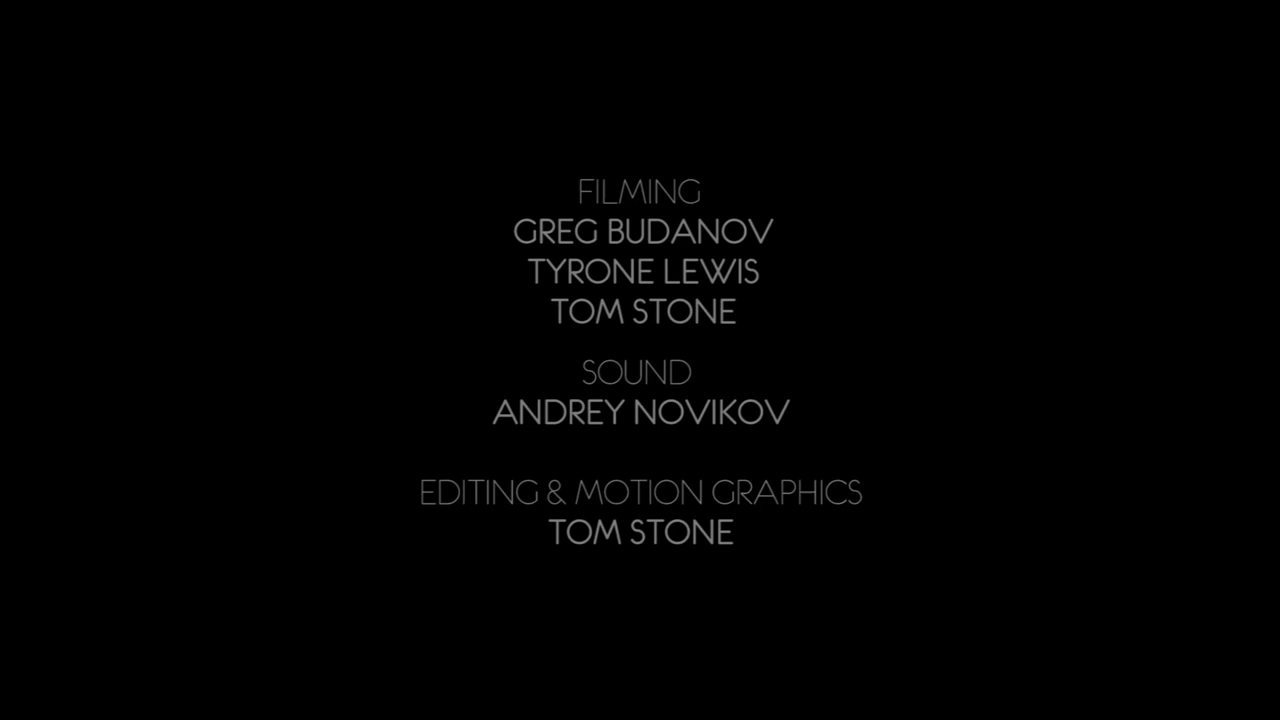 FILMING
GREG BUDANOV
TYRONE LEWIS
TOM STONE
SOUND
ANDREY NOVIKOV
EDITING & MOTION GRAPHICS
TOM STONE